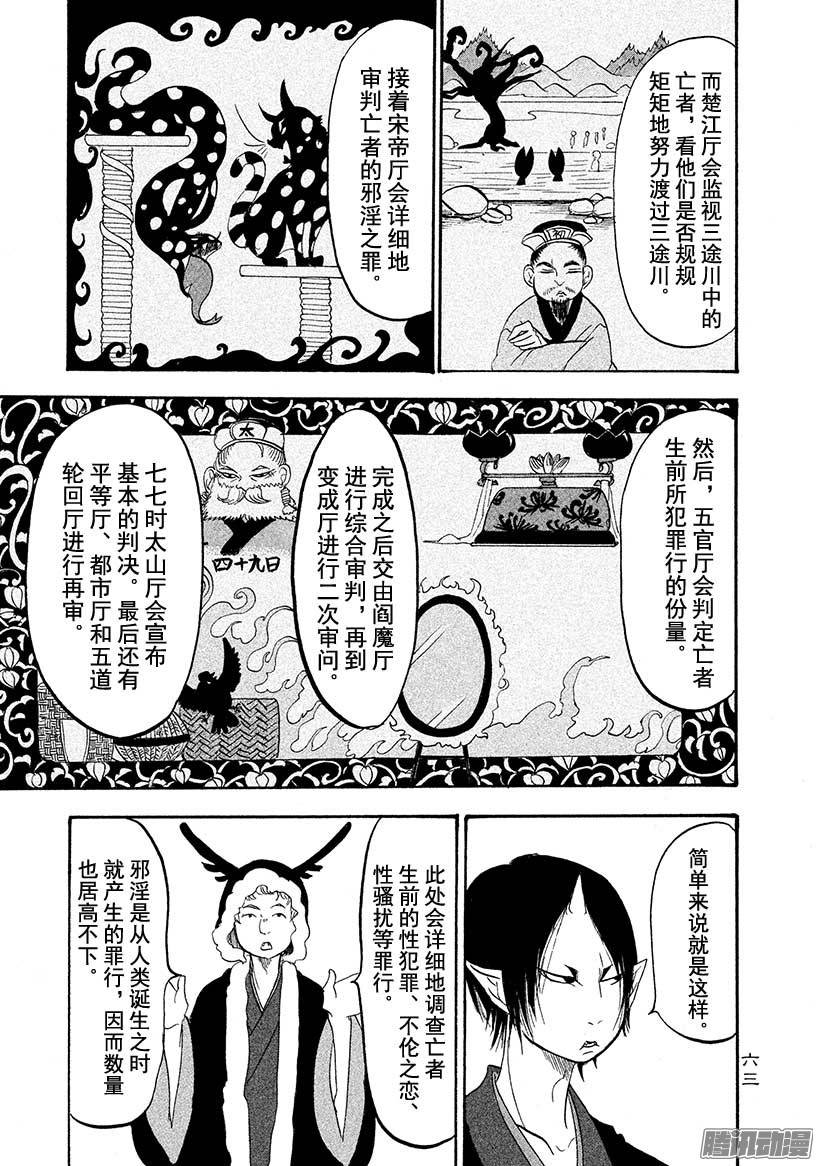 而楚江厅会监视三途川中的
亡者，看他们是否规规
矩矩地努力渡过三途川。
初
接着宋帝厅会详细地
审判亡者的邪淫之罪。
然后，五官厅会判定亡者
生前所犯罪行的份量。
完成之后交由阎魔厅
进行综合审判，再到
变成厅进行二次审问。
太
四十九日
七七时太山厅会宣布
基本的判决。最后还有
平等厅、都市厅和五道
轮回厅进行再审。
简单来说就是这样。
此处会详细地调查亡者
生前的性犯罪、不伦之恋、
性骚扰等罪行。
邪淫是从人类诞生之时
就产生的罪行，因而数量
也居高不下。
六三
腾讯动漫